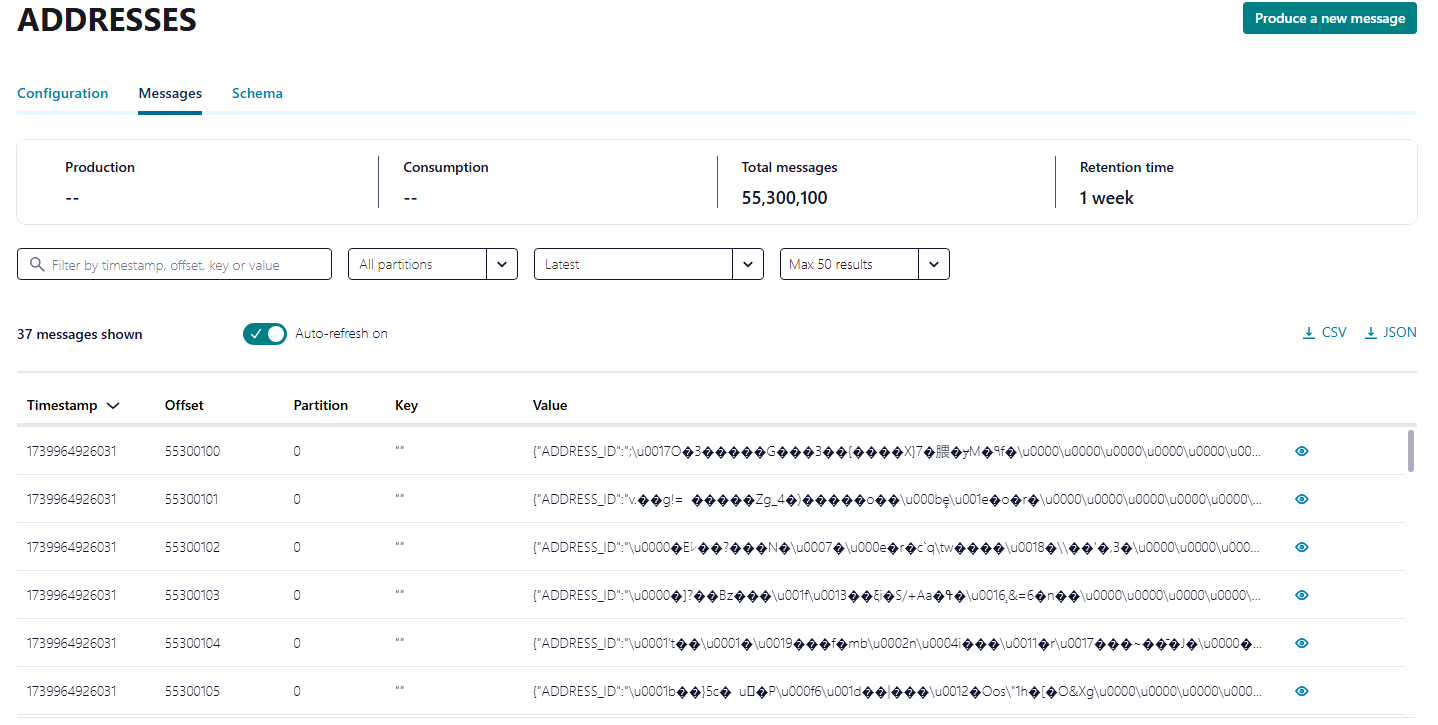 ADDRESSES
Produce a new message
Configuration Messages Schema
Production Consumption Total messages Retention time
-- -- 55,300,100 1 week
Filter by timestamp, offset, key or value All partitions Latest Max 50 results
37 messages shown Auto-refresh on CSV JSON
Timestamp Offset Partition Key Value
1739964926031 55300100 0 "" {"ADDRESS_ID":";\u0017O�3�����G���3��{����X}7�腲�ɏM�٩f�\u0000\u0000\u0000\u0000\u0000\u00...
1739964926031 55300101 0 "" {"ADDRESS_ID":"v.��g!= �����Zg_4�)�����o��\u000be\u001e�o�r�\u0000\u0000\u0000\u0000\u0000\...
1739964926031 55300102 0 "" {"ADDRESS_ID":"\u0000�E��?���N�\u0007�\u000e�r�c`q\tw����\u0018�\\��'�,3�\u0000\u0000\u000...
1739964926031 55300103 0 "" {"ADDRESS_ID":"\u0000�]?��Bz���\u001f\u0013��ξi�S/+Aa�\u0016,&=6�n��\u0000\u0000\u0000\u0000\...
1739964926031 55300104 0 "" {"ADDRESS_ID":"\u0001't��\u0001�\u0019���f�mb\u0002n\u0004i���\u0011�r\u0017���~���J�\u0000�...
1739964926031 55300105 0 "" {"ADDRESS_ID":"\u0001b��}5c� u�P\u000f6\u001d��|���\u0012�Oos\"1h�[�O&Xg\u0000\u0000\u0000\u000...